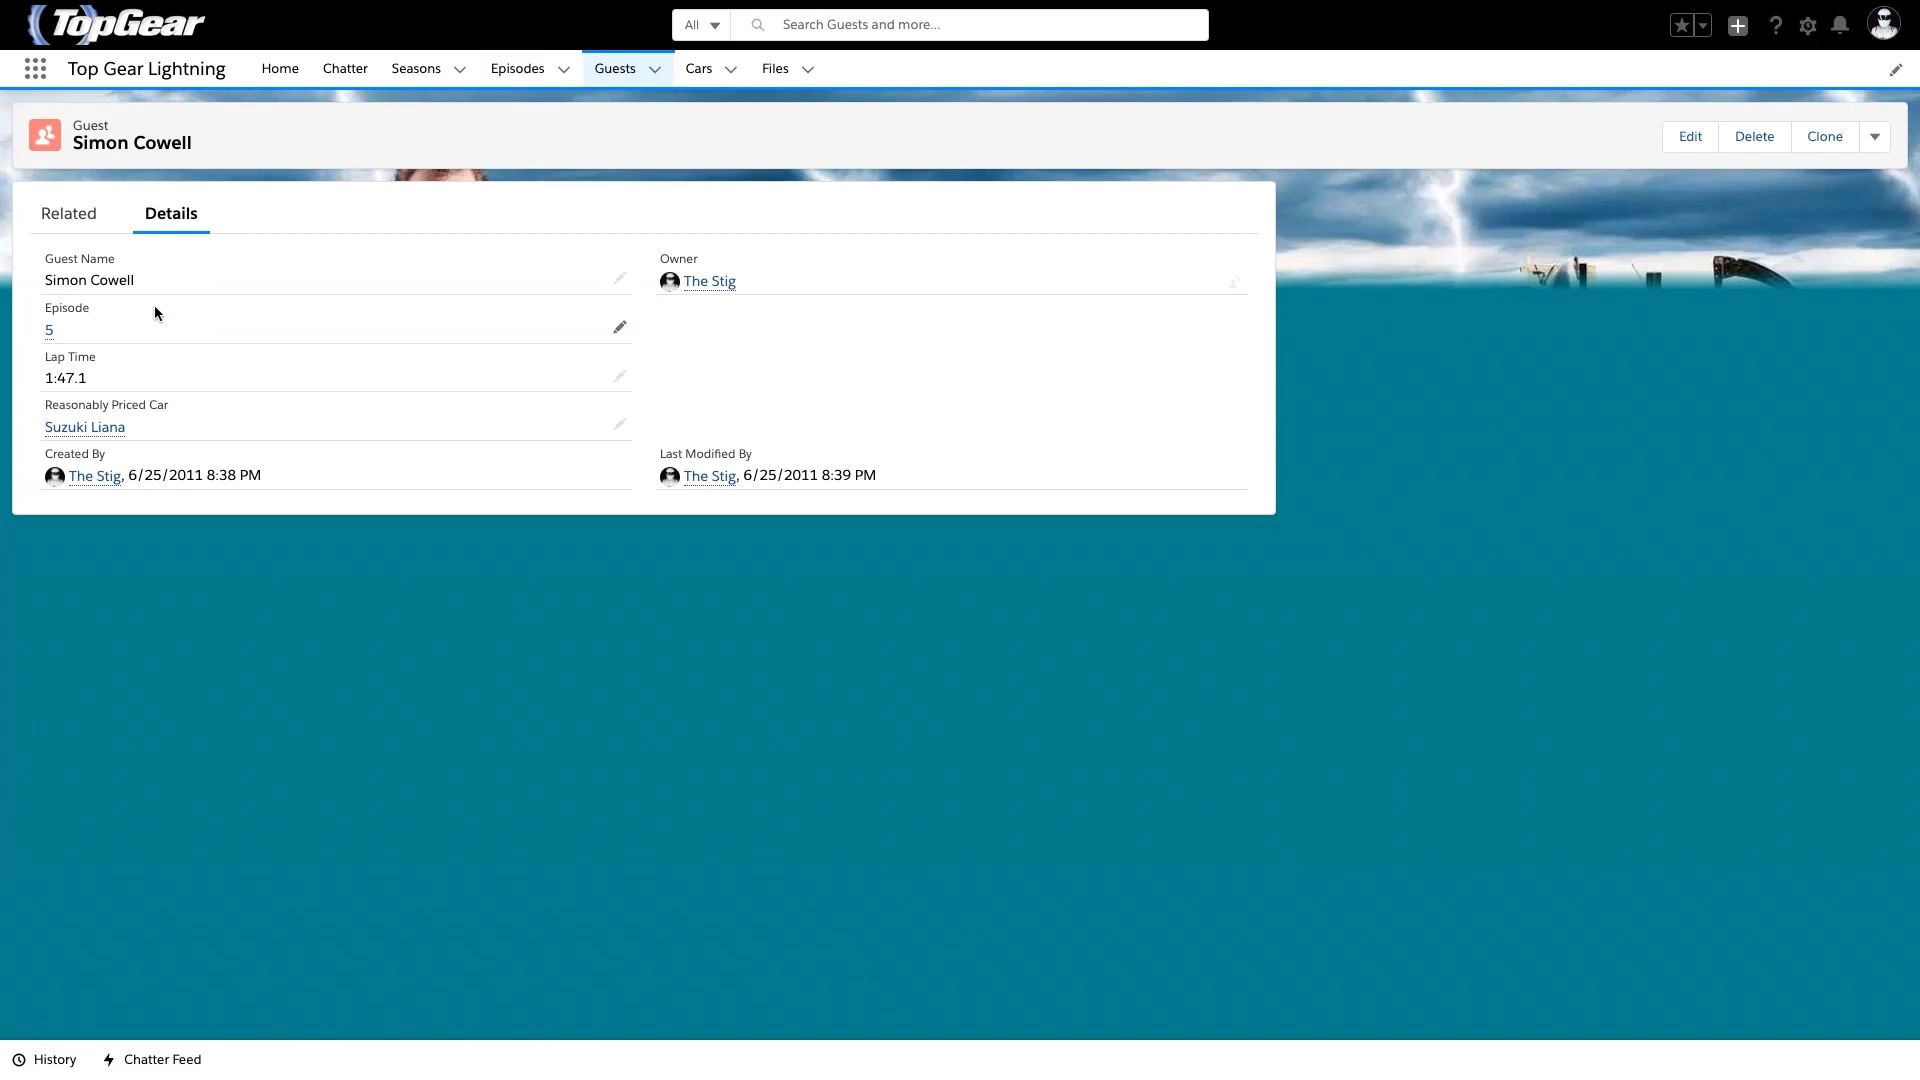 TopGear
All
Search Guests and more...
Top Gear Lightning
Home
Chatter
Seasons
Episodes
Guests
Cars
Files
Guest
Simon Cowell
Edit
Delete
Clone
Related
Details
Guest Name
Simon Cowell
Owner
The Stig
Episode
5
Lap Time
1:47.1
Reasonably Priced Car
Suzuki Liana
Created By
The Stig, 6/25/2011 8:38 PM
Last Modified By
The Stig, 6/25/2011 8:39 PM
History
Chatter Feed